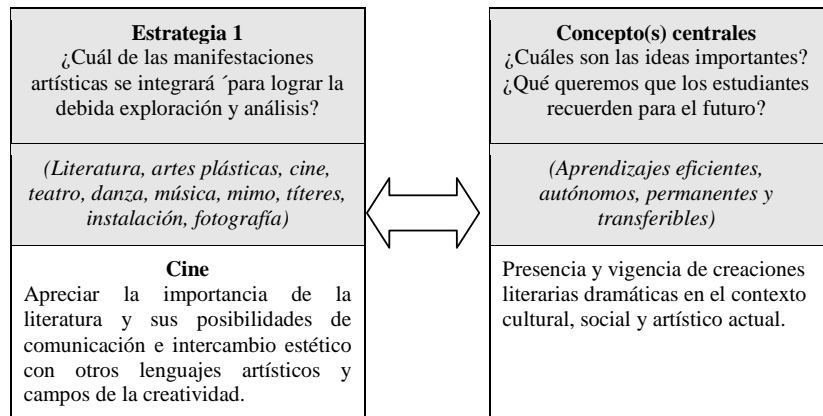 Estrategia 1
¿Cuál de las manifestaciones
artísticas se integrará ´para lograr la
debida exploración y análisis?
(Literatura, artes plásticas, cine,
teatro, danza, música, mimo, títeres,
instalación, fotografía)
Cine
Apreciar la importancia de la
literatura y sus posibilidades de
comunicación e intercambio estético
con otros lenguajes artísticos y
campos de la creatividad.
Concepto(s) centrales
¿Cuáles son las ideas importantes?
¿Qué queremos que los estudiantes
recuerden para el futuro?
(Aprendizajes eficientes,
autónomos, permanentes y
transferibles)
Presencia y vigencia de creaciones
literarias dramáticas en el contexto
cultural, social y artístico actual.